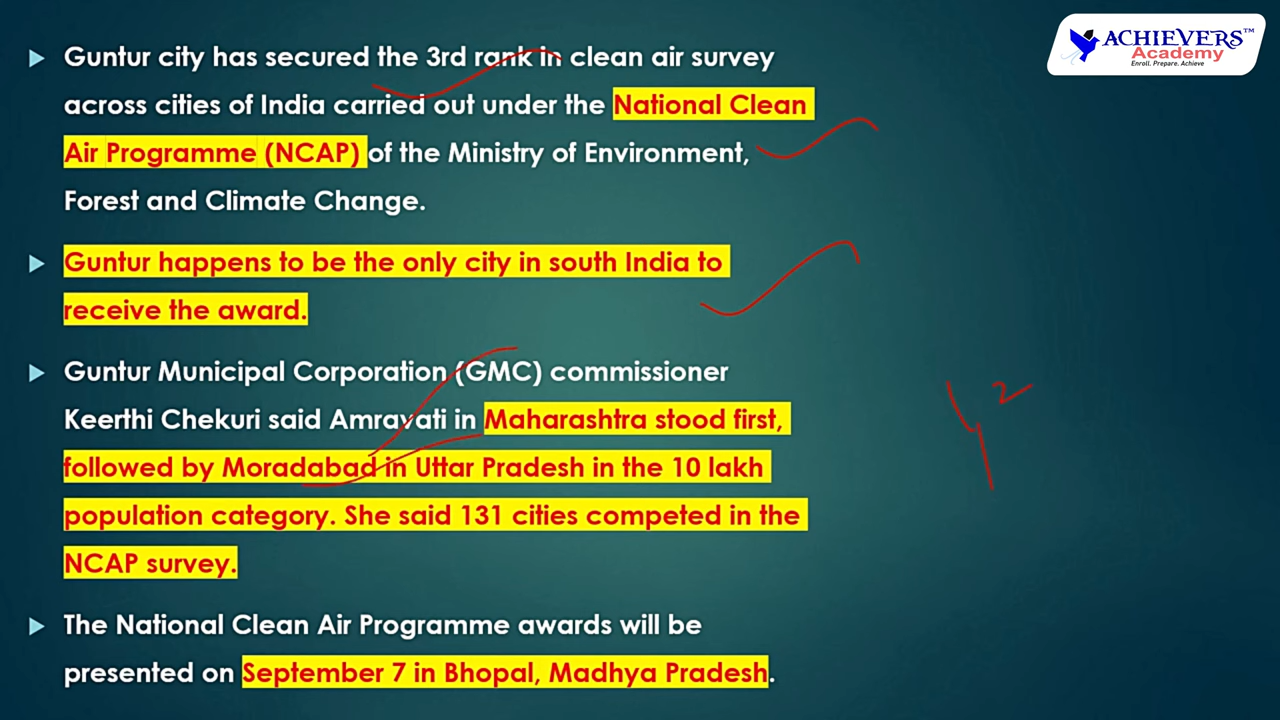 ACHIEVERS™
Academy
Enroll. Prepare. Achieve
Guntur city has secured the 3rd rank in clean air survey
across cities of India carried out under the National Clean
Air Programme (NCAP) of the Ministry of Environment,
Forest and Climate Change.
Guntur happens to be the only city in south India to
receive the award.
Guntur Municipal Corporation (GMC) commissioner
Keerthi Chekuri said Amravati in Maharashtra stood first,
followed by Moradabad in Uttar Pradesh in the 10 lakh
population category. She said 131 cities competed in the
NCAP survey.
The National Clean Air Programme awards will be
presented on September 7 in Bhopal, Madhya Pradesh.